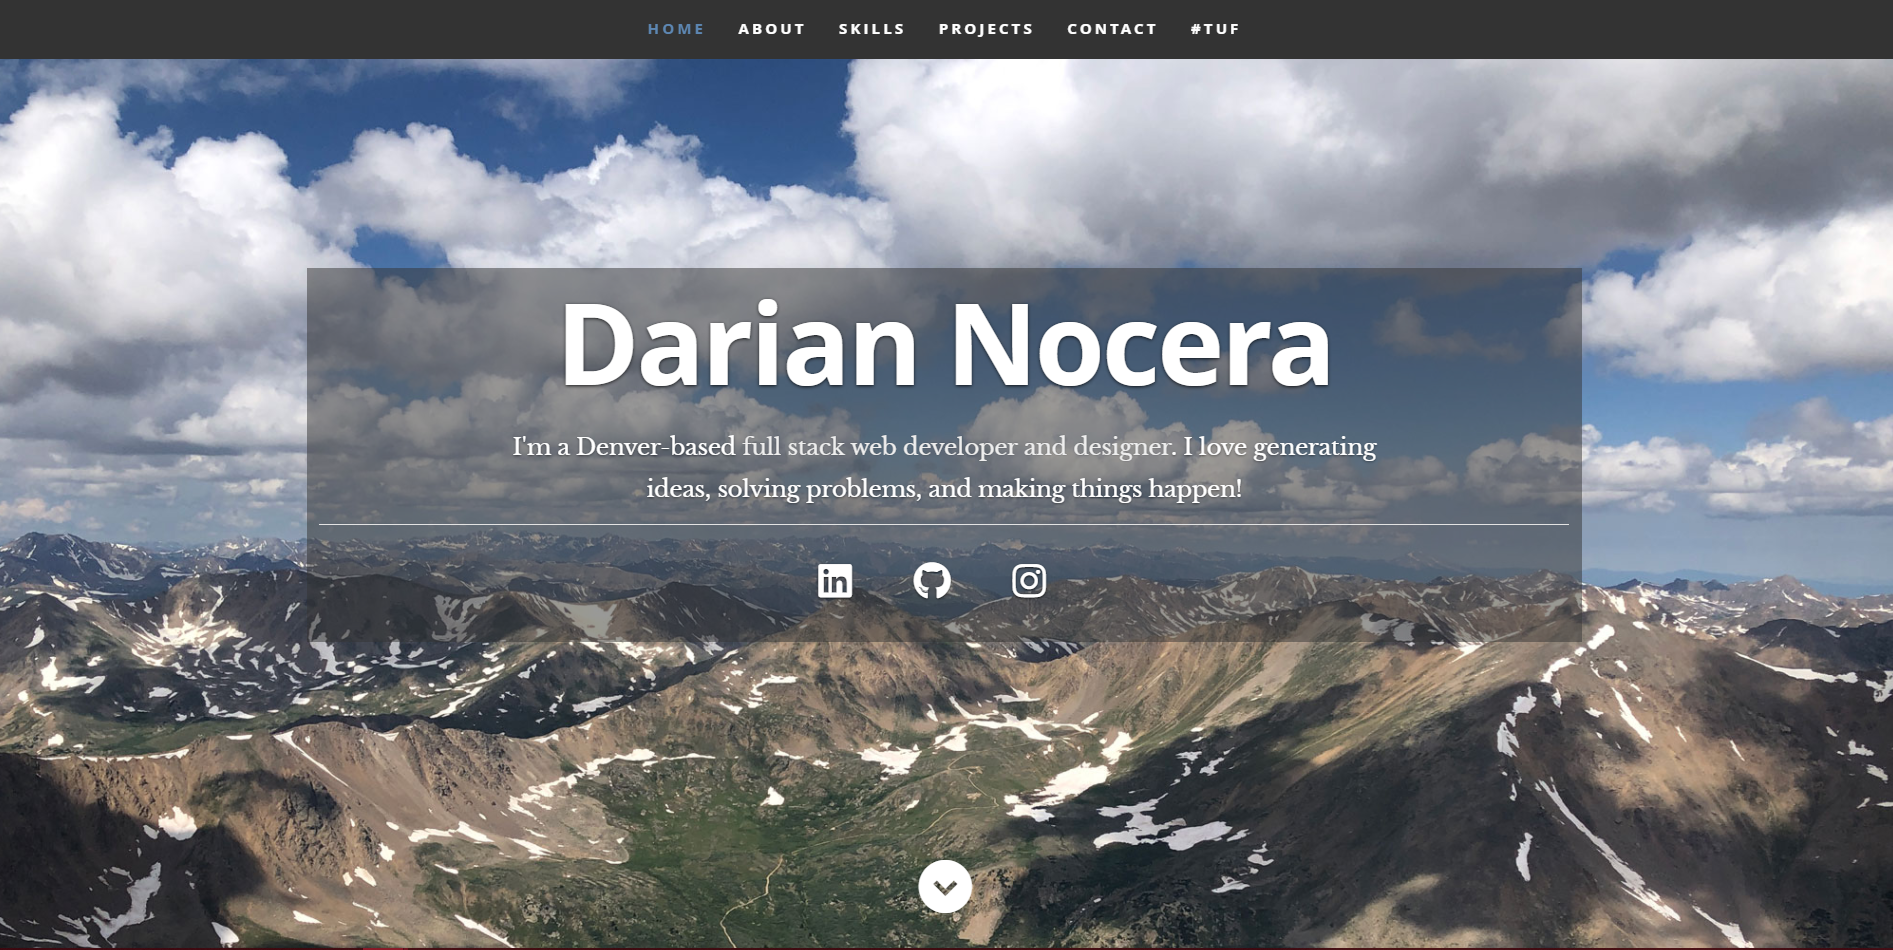 HOME ABOUT SKILLS PROJECTS CONTACT #TUF
Darian Nocera
I'm a Denver-based full stack web developer and designer. I love generating
ideas, solving problems, and making things happen!
in